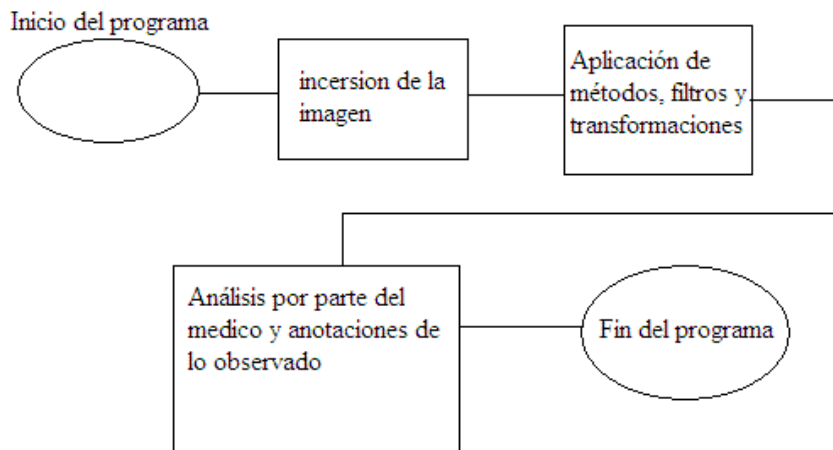 Inicio del programa
incersion de la
imagen
Aplicación de
métodos, filtros y
transformaciones
Análisis por parte del
medico y anotaciones de
lo observado
Fin del programa